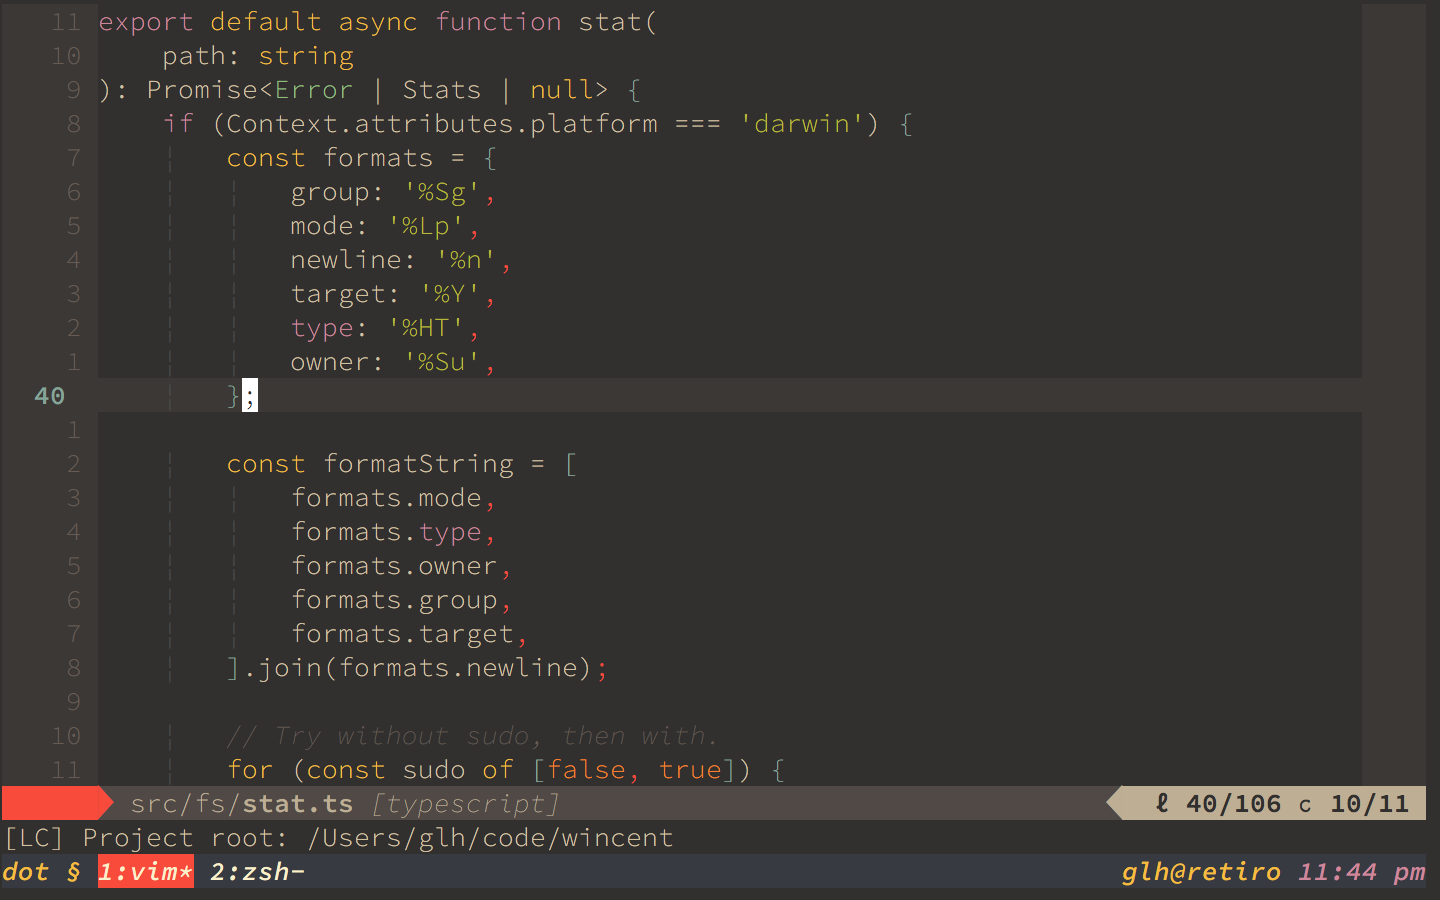 11 export default async function stat(
10     path: string
9 ): Promise<Error | Stats | null> {
8     if (Context.attributes.platform === 'darwin') {
7         const formats = {
6             group: '%Sg',
5             mode: '%Lp',
4             newline: '%n',
3             target: '%Y',
2             type: '%HT',
1             owner: '%Su',
40         };
1
2         const formatString = [
3             formats.mode,
4             formats.type,
5             formats.owner,
6             formats.group,
7             formats.target,
8         ].join(formats.newline);
9
10         // Try without sudo, then with.
11         for (const sudo of [false, true]) {
src/fs/stat.ts [typescript] ℓ 40/106 c 10/11
[LC] Project root: /Users/glh/code/wincent
dot § 1:vim* 2:zsh- glh@retiro 11:44 pm